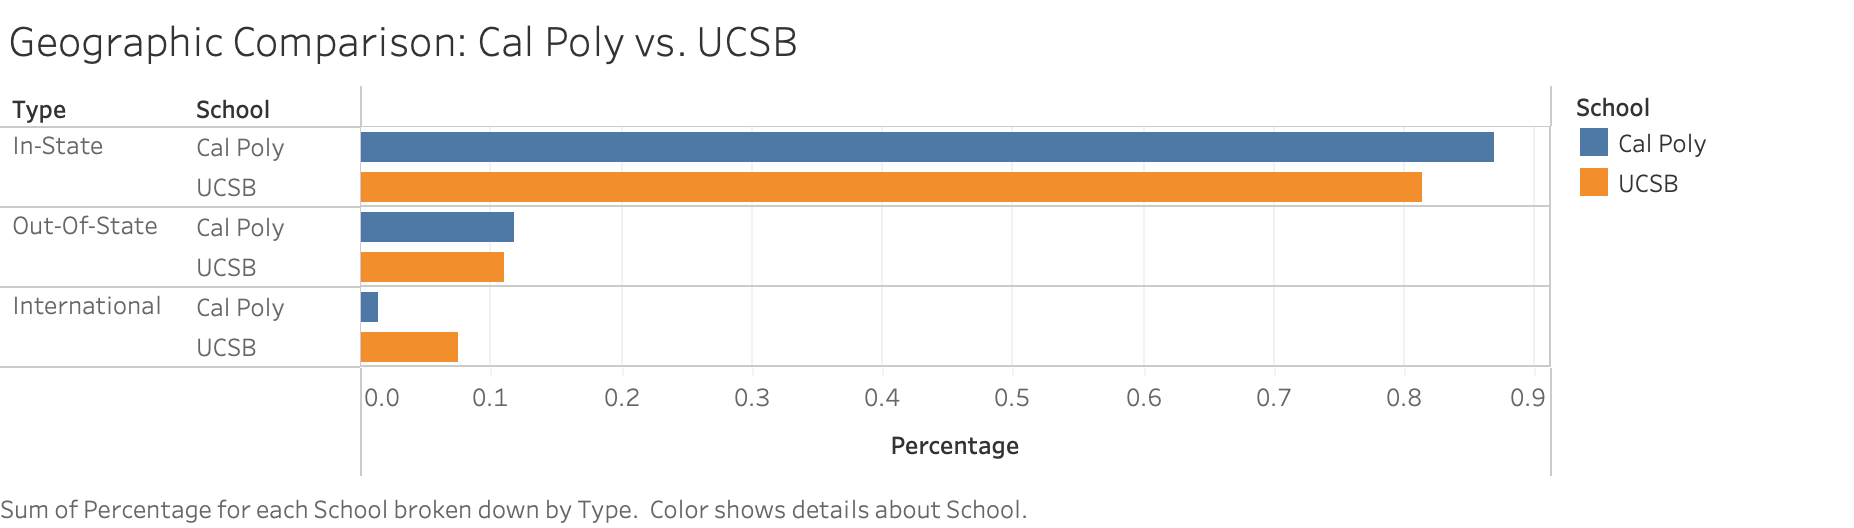 Geographic Comparison: Cal Poly vs. UCSB
Type School
School
In-State Cal Poly
Cal Poly
UCSB
UCSB
Out-Of-State Cal Poly
UCSB
International Cal Poly
UCSB
0.0 0.1 0.2 0.3 0.4 0.5 0.6 0.7 0.8 0.9
Percentage
Sum of Percentage for each School broken down by Type. Color shows details about School.